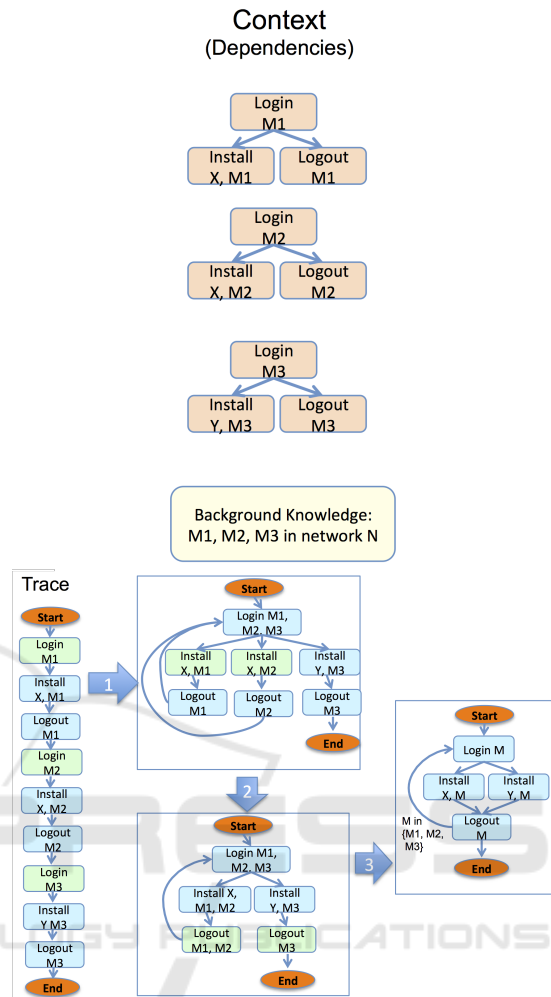 Context
(Dependencies)
Login
M1
Install
X, M1
Logout
M1
Login
M2
Install
X, M2
Logout
M2
Login
M3
Install
Y, M3
Logout
M3
Background Knowledge:
M1, M2, M3 in network N
Trace
Start
Login
M1
Install
X, M1
Logout
M1
Login
M2
Install
X, M2
Logout
M2
Login
M3
Install
Y M3
Logout
M3
End
1
Start
Login M1,
M2, M3
Install
X, M1
Install
X, M2
Install
Y, M3
Logout
M1
Logout
M2
Logout
M3
End
2
Start
Login M1,
M2, M3
Install X,
M1, M2
Install
Y, M3
Logout
M1, M2
Logout
M3
End
3
Start
Login M
Install
X, M
Install
Y, M
Logout
M
M in
{M1, M2,
M3}
End
PRESS
LOGY PUBLICATIONS